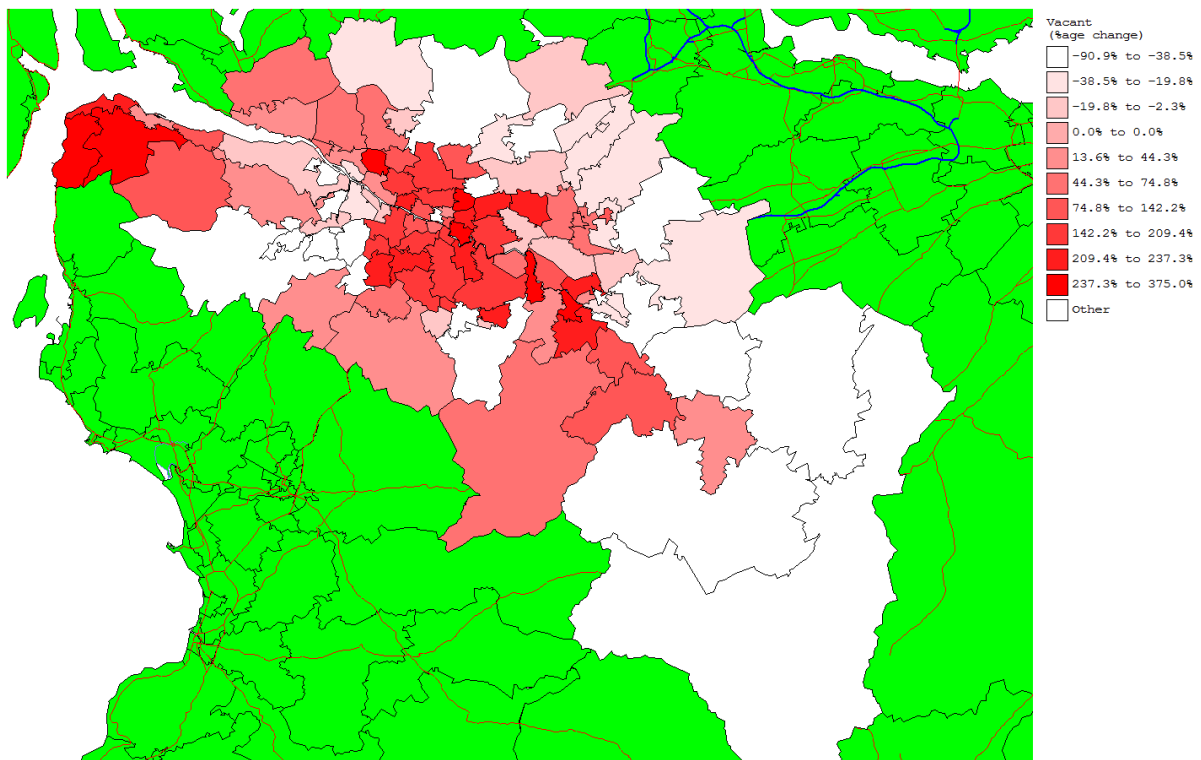 Vacant
(%age change)
-90.9% to -38.5%
-38.5% to -19.8%
-19.8% to -2.3%
0.0% to 0.0%
13.6% to 44.3%
44.3% to 74.8%
74.8% to 142.2%
142.2% to 209.4%
209.4% to 237.3%
237.3% to 375.0%
Other